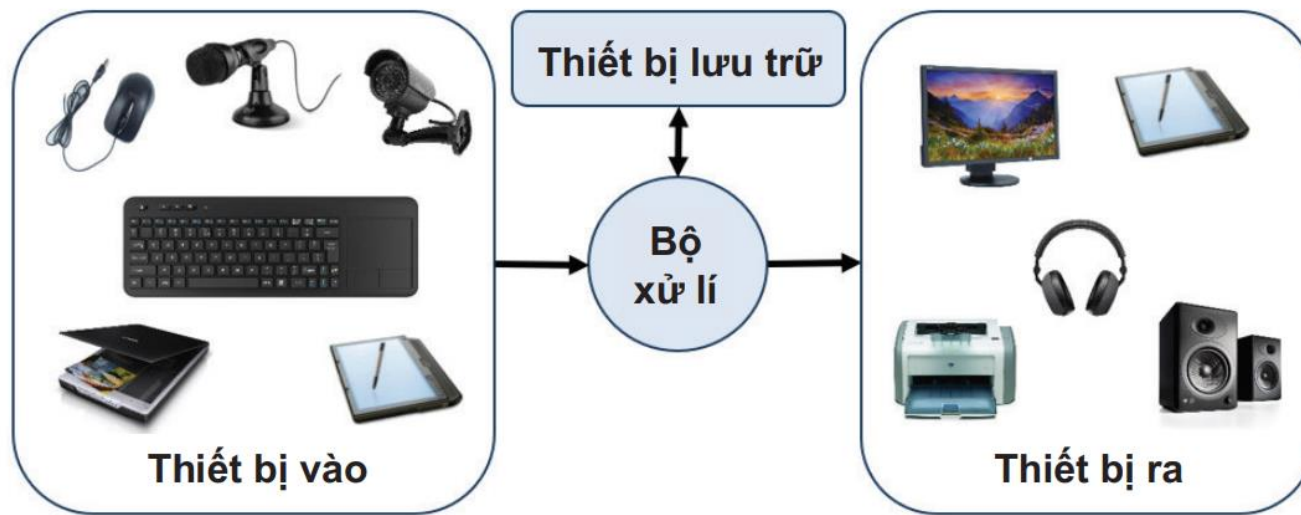 Thiết bị lưu trữ
Bộ
xử lí
Thiết bị vào
Thiết bị ra